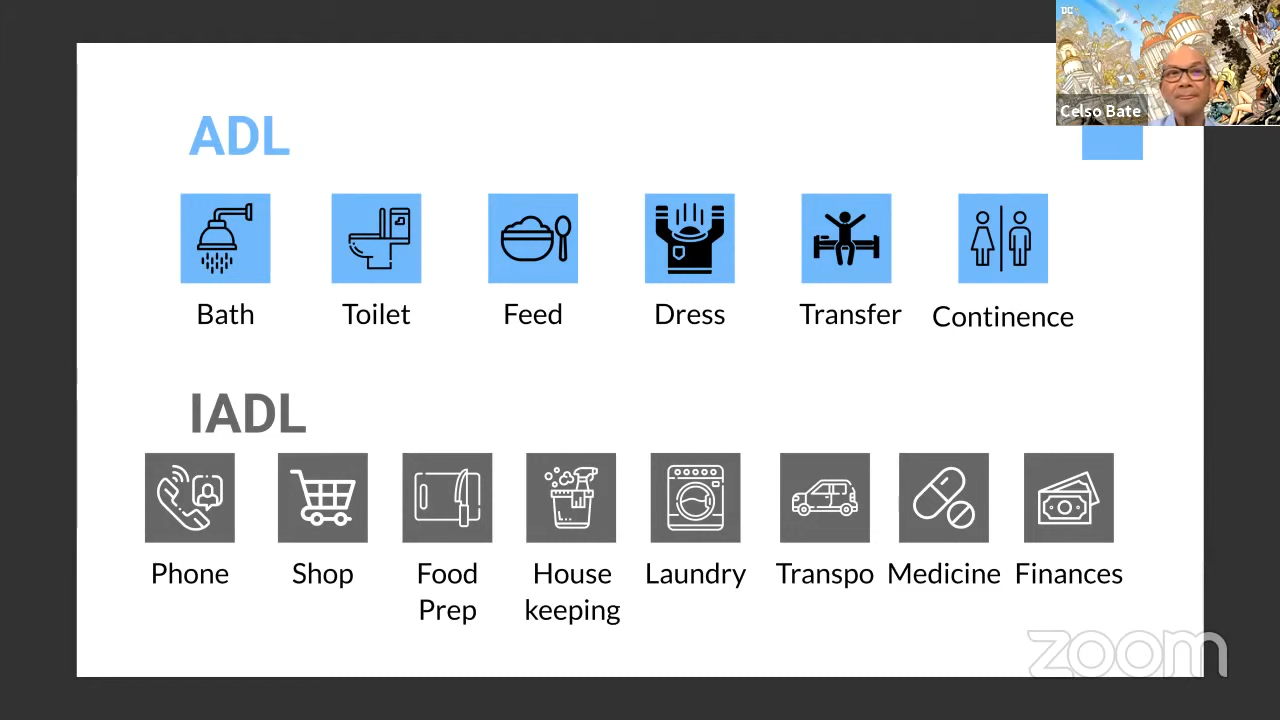 DC
Celso Bate
ADL
Bath Toilet Feed Dress Transfer Continence
IADL
Phone Shop Food Prep House keeping Laundry Transpo Medicine Finances
zoom